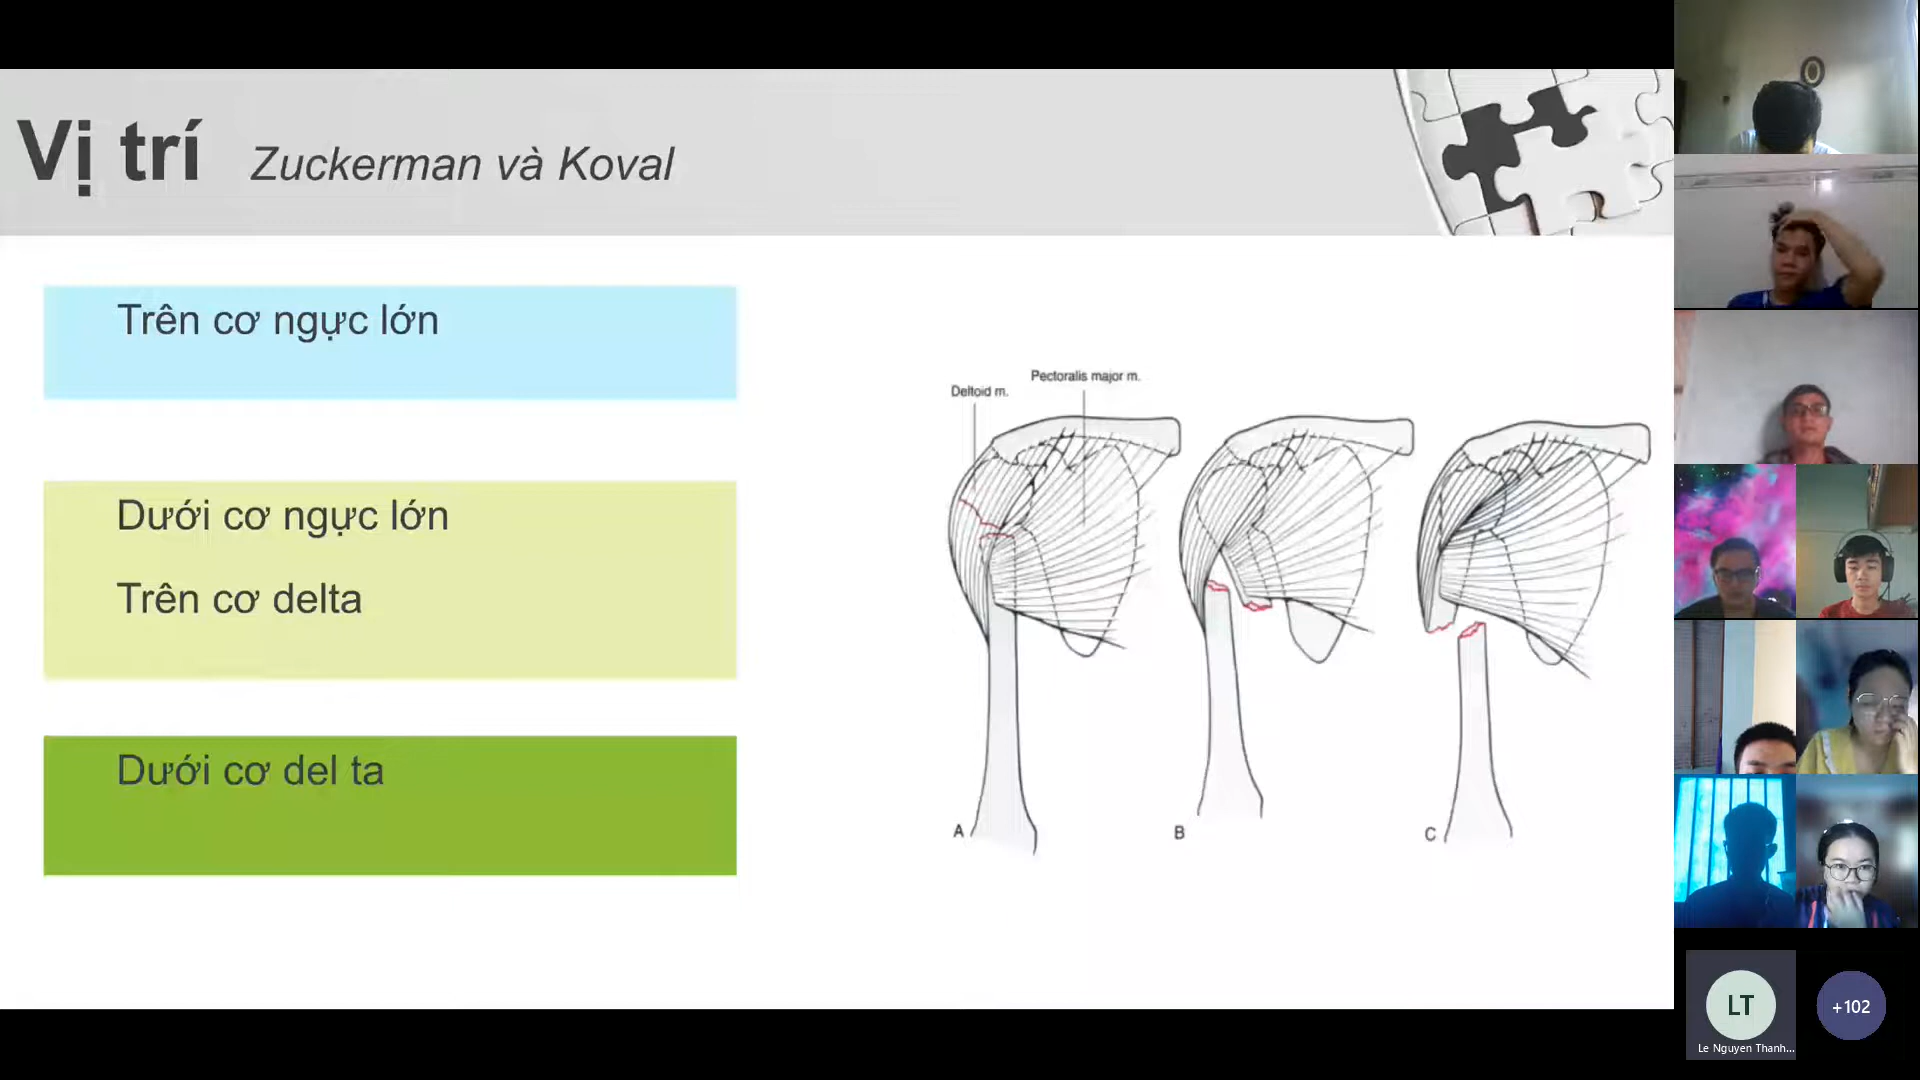 Vị trí Zuckerman và Koval
Trên cơ ngực lớn
Dưới cơ ngực lớn
Trên cơ delta
Dưới cơ del ta
Pectoralis major m.
Deltoid m.
A
B
C
LT
+102
Le Nguyen Thanh...